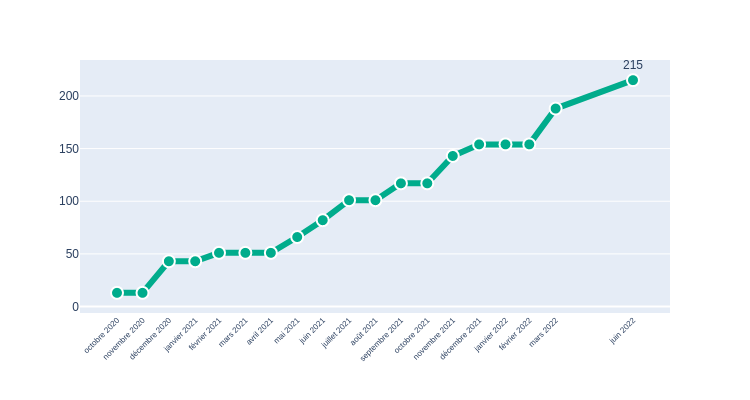 215
200
150
100
50
0
octobre 2020
novembre 2020
décembre 2020
janvier 2021
février 2021
mars 2021
avril 2021
mai 2021
juin 2021
juillet 2021
août 2021
septembre 2021
octobre 2021
novembre 2021
décembre 2021
janvier 2022
février 2022
mars 2022
juin 2022